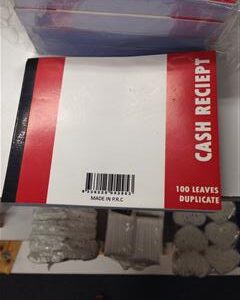 CASH RECIEPT
100 LEAVES
DUPLICATE
MADE IN P.R.C